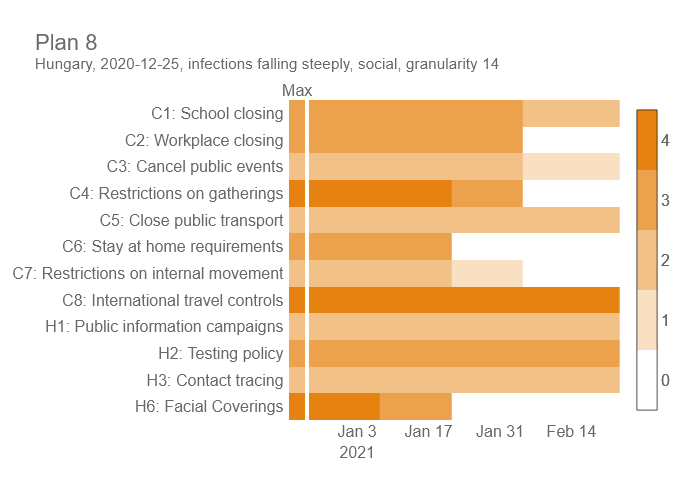 Plan 8
Hungary, 2020-12-25, infections falling steeply, social, granularity 14
Max
C1: School closing
C2: Workplace closing
C3: Cancel public events
C4: Restrictions on gatherings
C5: Close public transport
C6: Stay at home requirements
C7: Restrictions on internal movement
C8: International travel controls
H1: Public information campaigns
H2: Testing policy
H3: Contact tracing
H6: Facial Coverings
Jan 3 Jan 17 Jan 31 Feb 14
2021
4
3
2
1
0